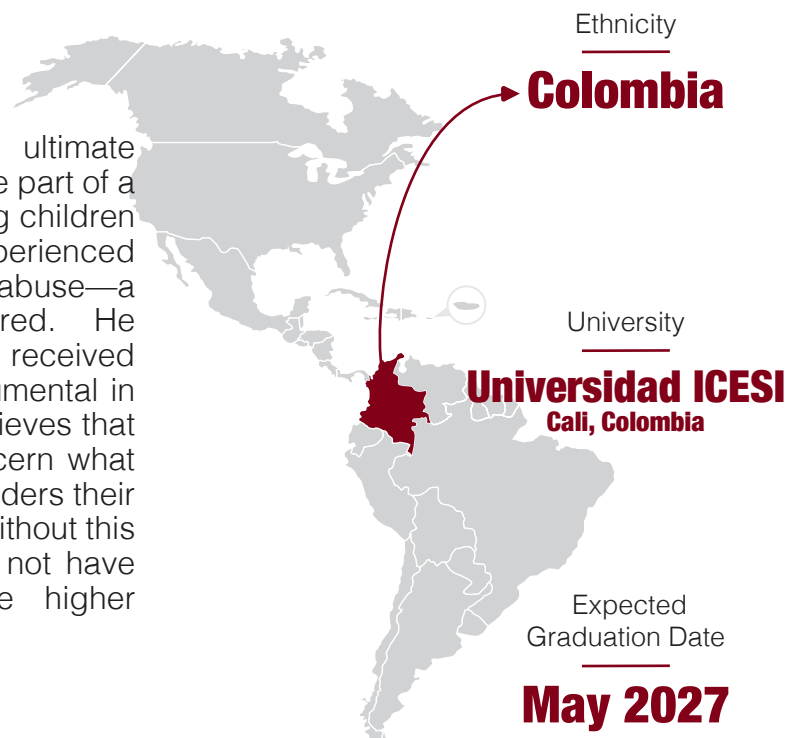 ultimate
e part of a
g children
perienced
abuse—a
red. He
received
umental in
ieves that
cern what
ders their
ithout this
not have
e higher
Ethnicity
Colombia
University
Universidad ICESI
Cali, Colombia
Expected
Graduation Date
May 2027